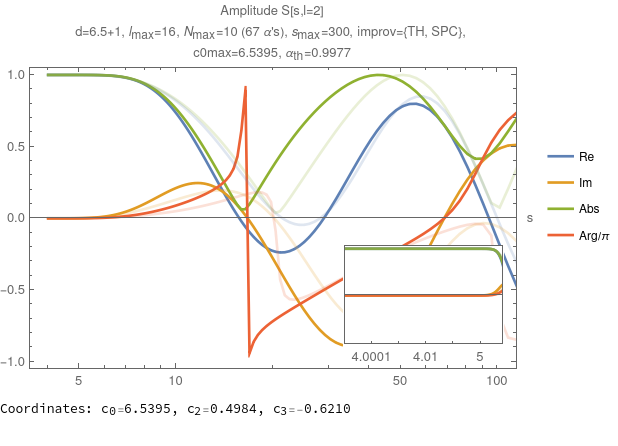 Amplitude S[s,l=2]
d=6.5+1, lmax=16, Nmax=10 (67 α's), smax=300, improv={TH, SPC},
c0max=6.5395, αth=0.9977
1.0
0.5
0.0
-0.5
-1.0
s
Re
Im
Abs
Arg/π
4.0001 4.01 5
5 10 50 100
Coordinates: c0=6.5395, c2=0.4984, c3=-0.6210